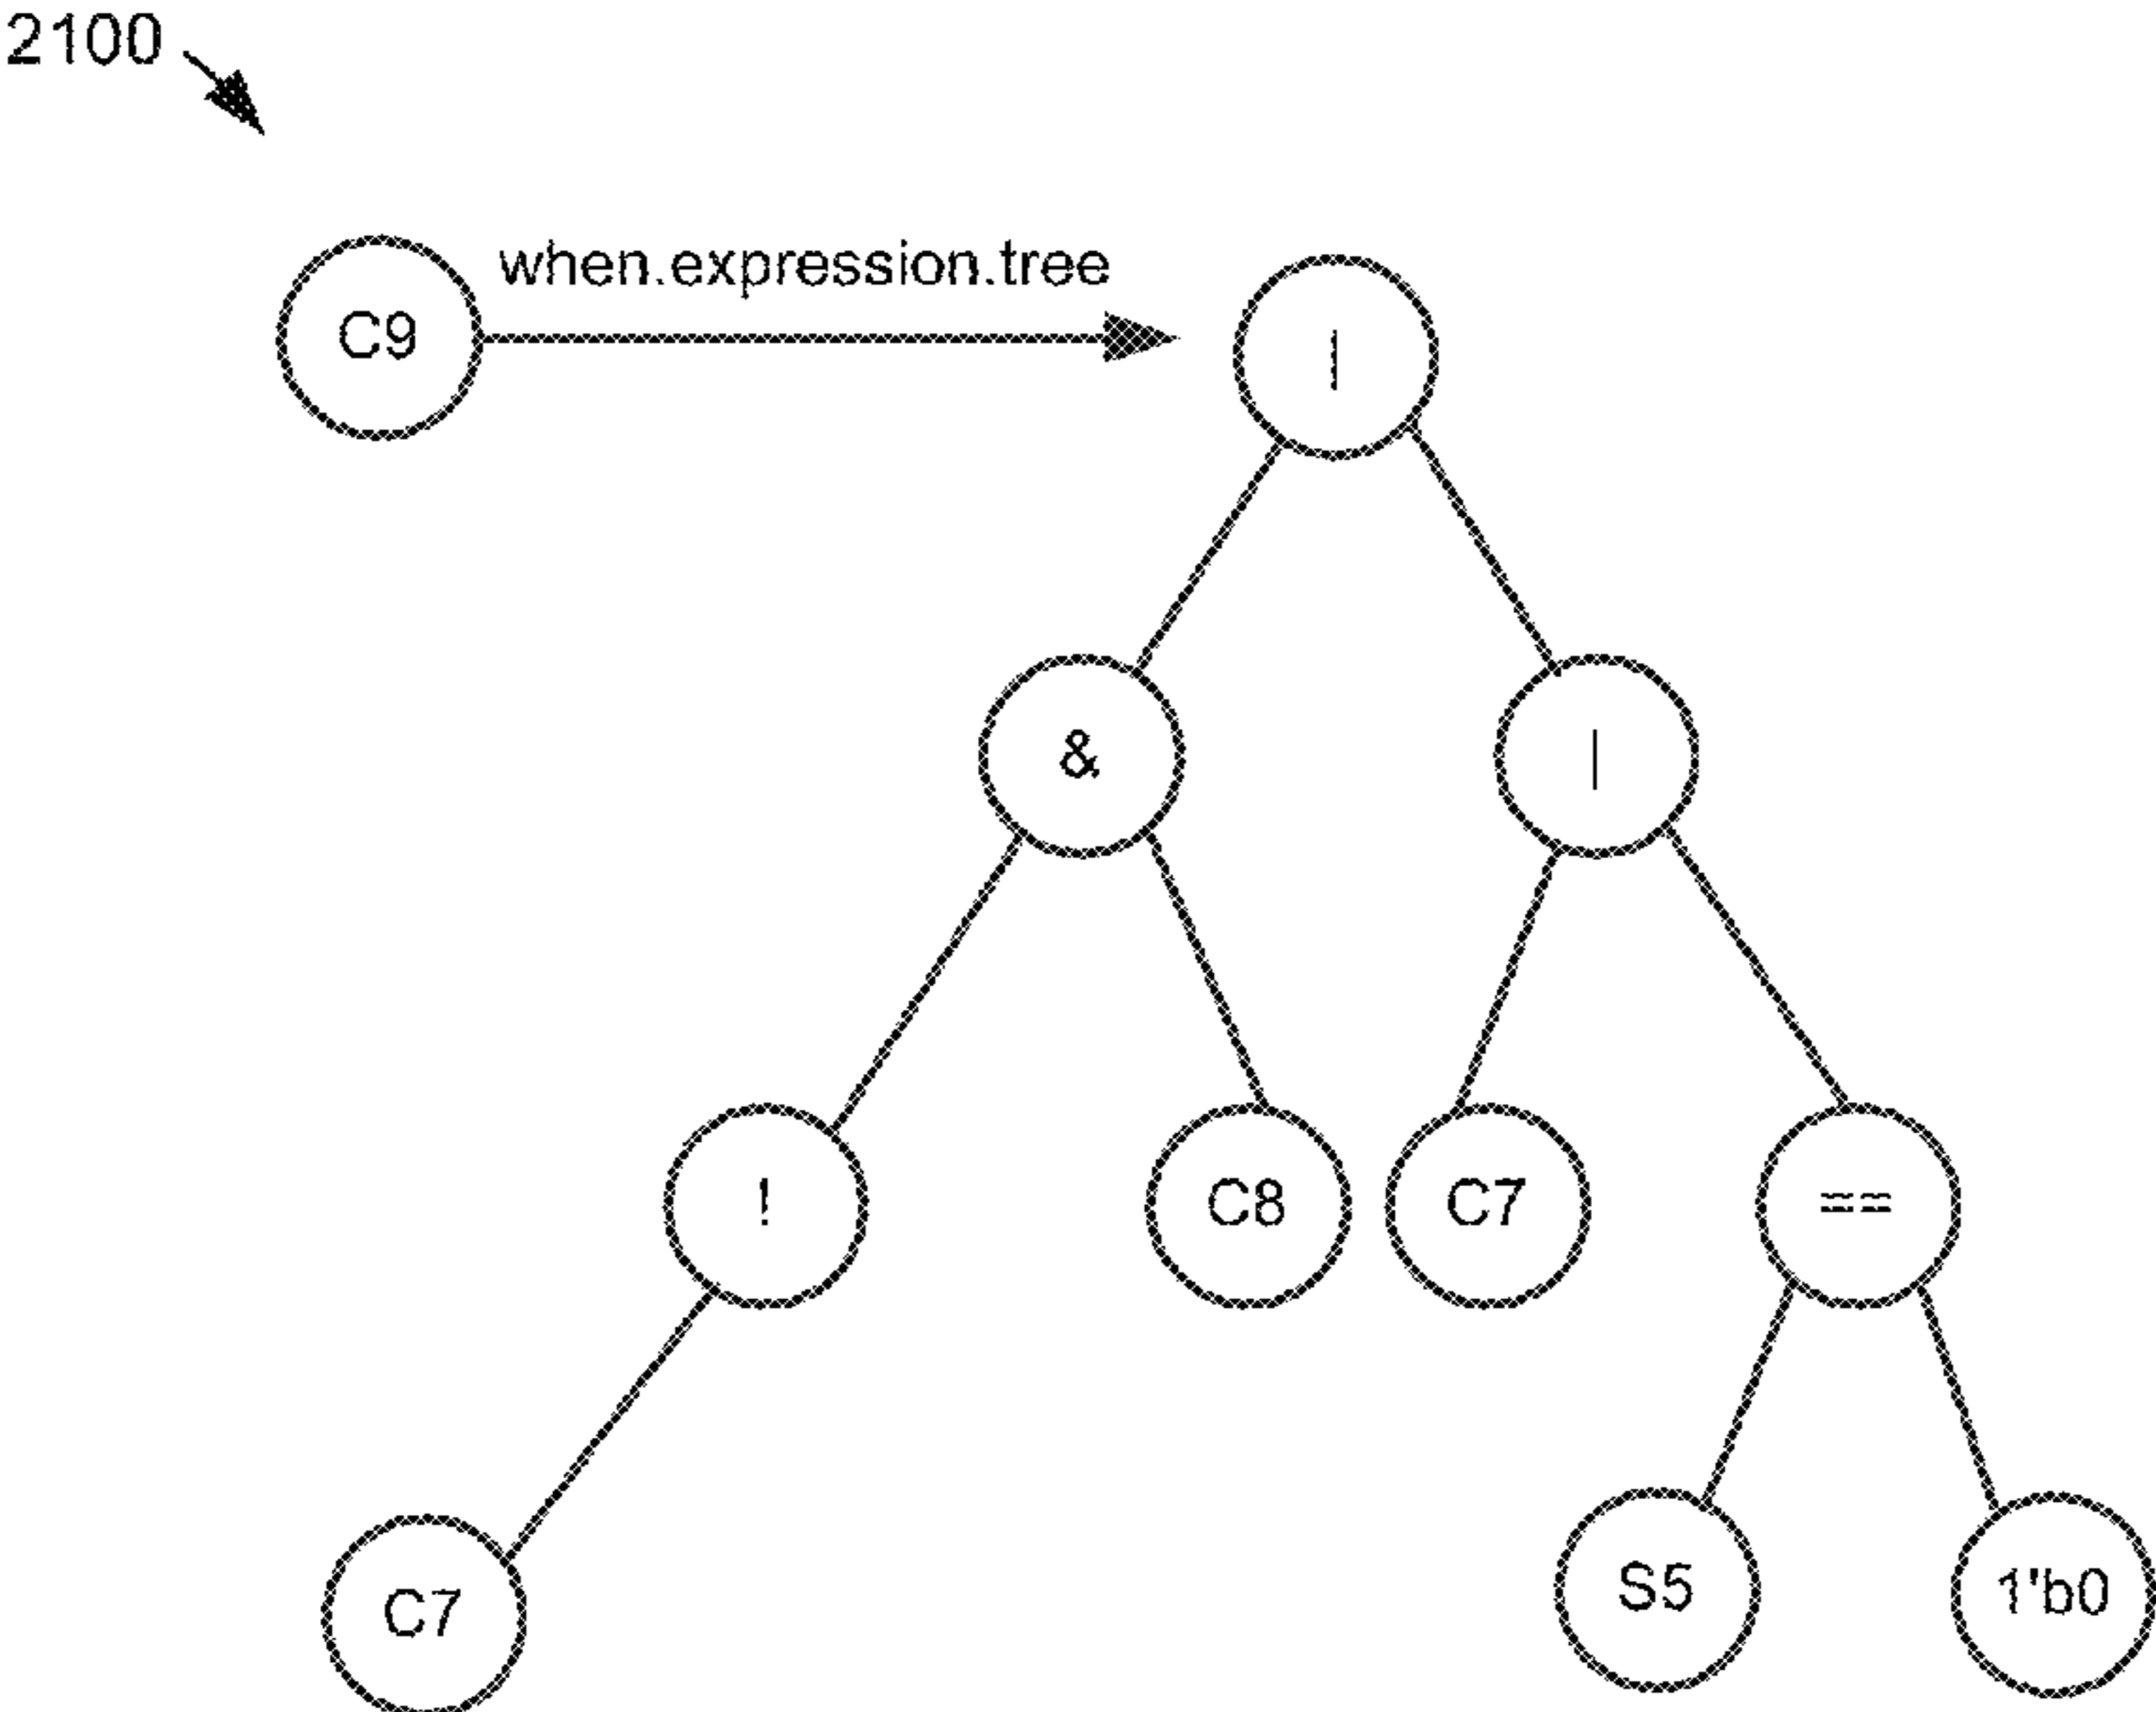 2100
when.expression.tree
C9
|
&
|
!
C8
C7
==
C7
S5
1'b0